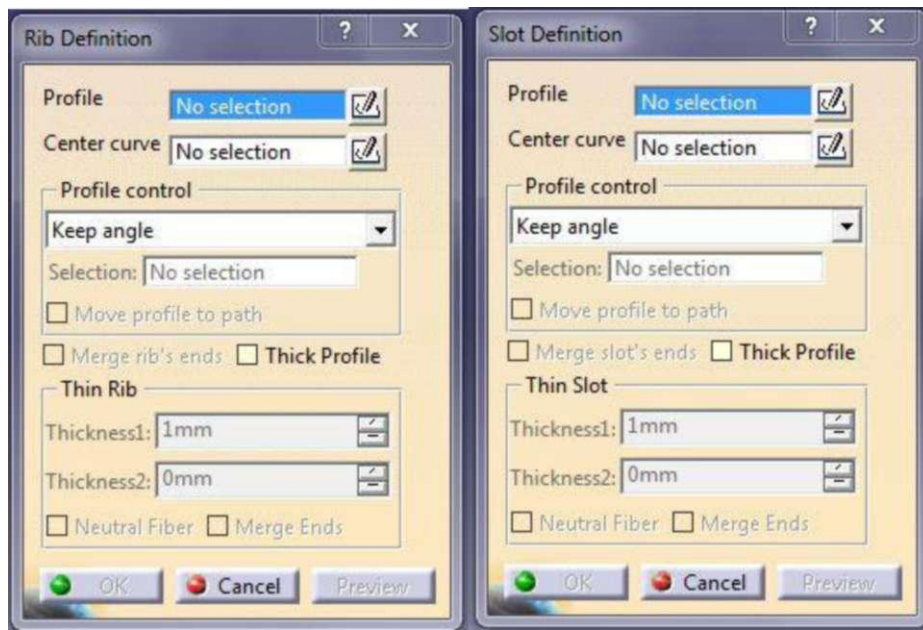 Rib Definition
? X
Profile No selection
Center curve No selection
Profile control
Keep angle
Selection: No selection
Move profile to path
Merge rib's ends Thick Profile
Thin Rib
Thickness1: 1mm
Thickness2: 0mm
Neutral Fiber Merge Ends
OK Cancel Preview
Slot Definition
? X
Profile No selection
Center curve No selection
Profile control
Keep angle
Selection: No selection
Move profile to path
Merge slot's ends Thick Profile
Thin Slot
Thickness1: 1mm
Thickness2: 0mm
Neutral Fiber Merge Ends
OK Cancel Preview